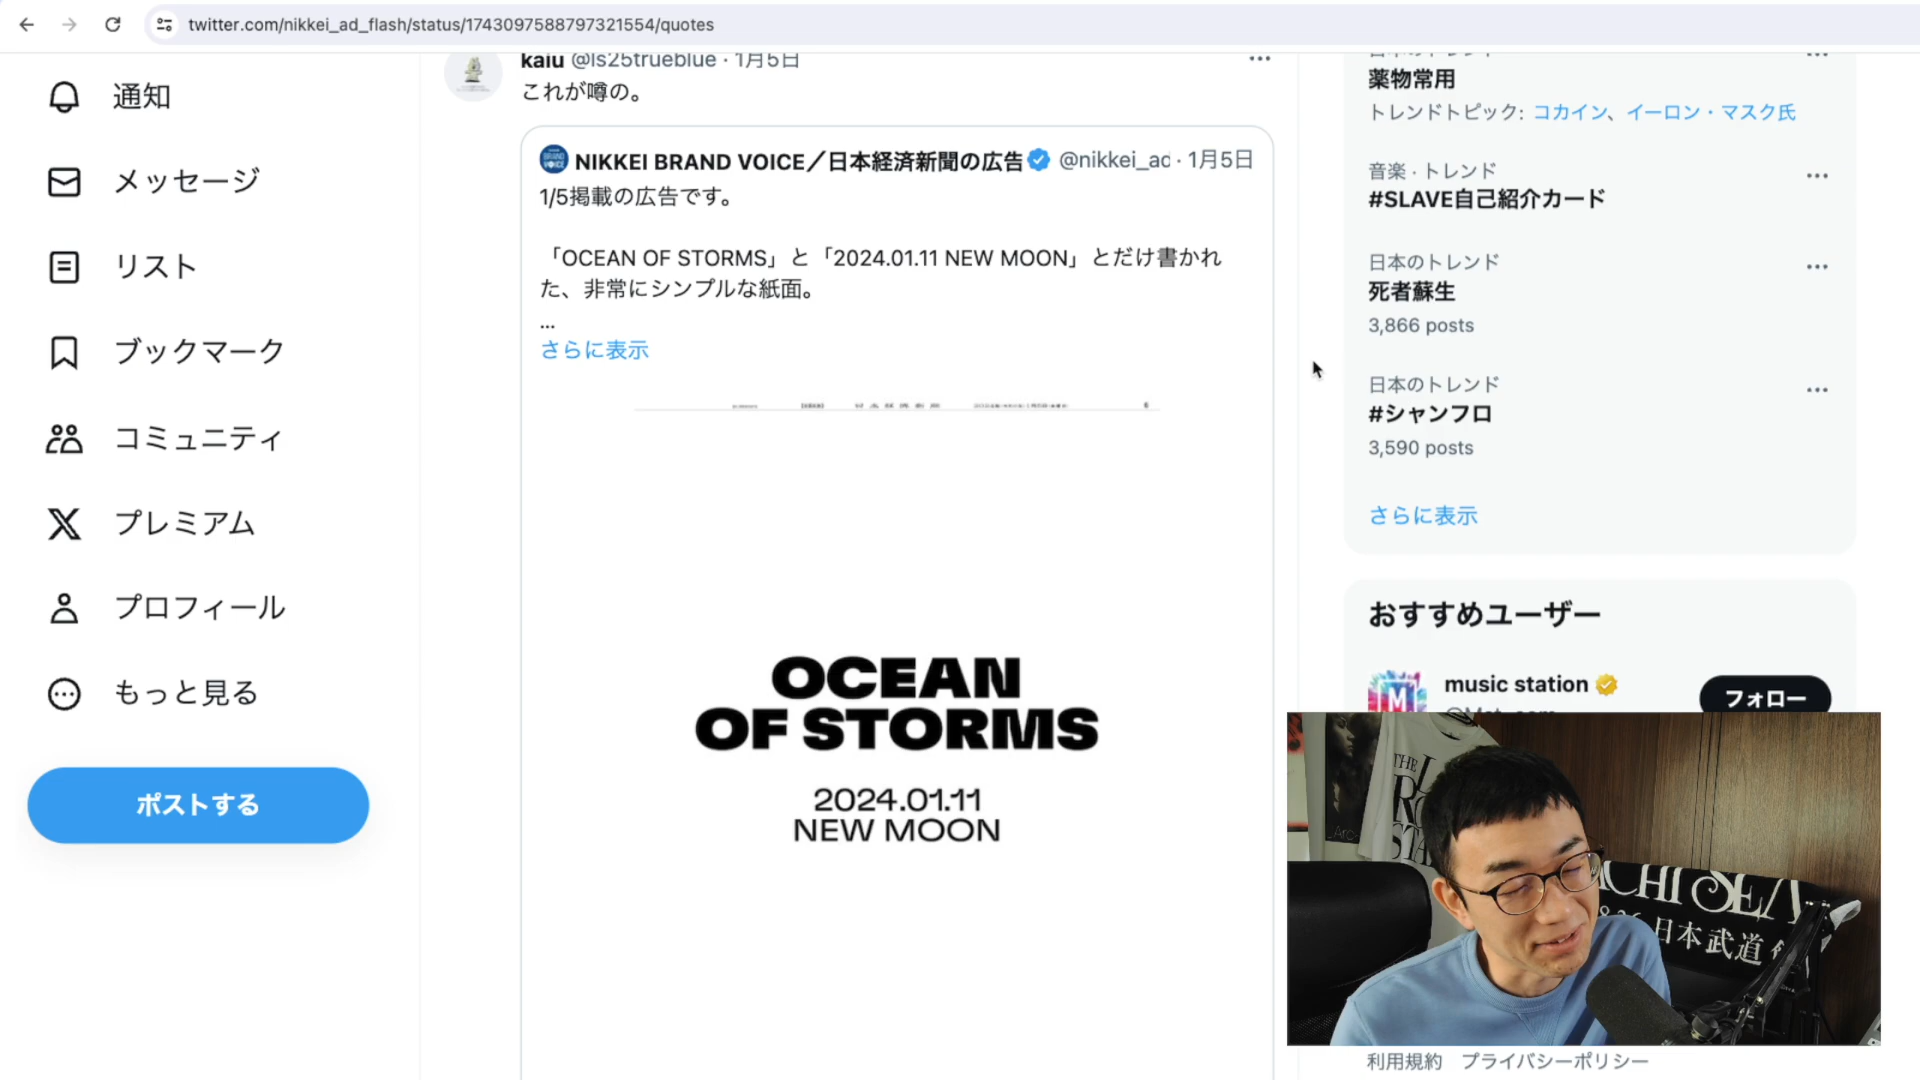 twitter.com/nikkei_ad_flash/status/1743097588797321554/quotes
通知
メッセージ
リスト
ブックマーク
コミュニティ
プレミアム
プロフィール
もっと見る
ポストする
kaiu @ls25trueblue · 1月5日
これが噂の。
NIKKEI BRAND VOICE／日本経済新聞の広告 @nikkei_ad · 1月5日
1/5掲載の広告です。
「OCEAN OF STORMS」と「2024.01.11 NEW MOON」とだけ書かれ
た、非常にシンプルな紙面。
...
さらに表示
OCEAN
OF STORMS
2024.01.11
NEW MOON
薬物常用
トレンドトピック: コカイン、イーロン・マスク氏
音楽 · トレンド
#SLAVE自己紹介カード
日本のトレンド
死者蘇生
3,866 posts
日本のトレンド
#シャンフロ
3,590 posts
さらに表示
おすすめユーザー
music station
フォロー
THE
日本武道
利用規約 プライバシーポリシー